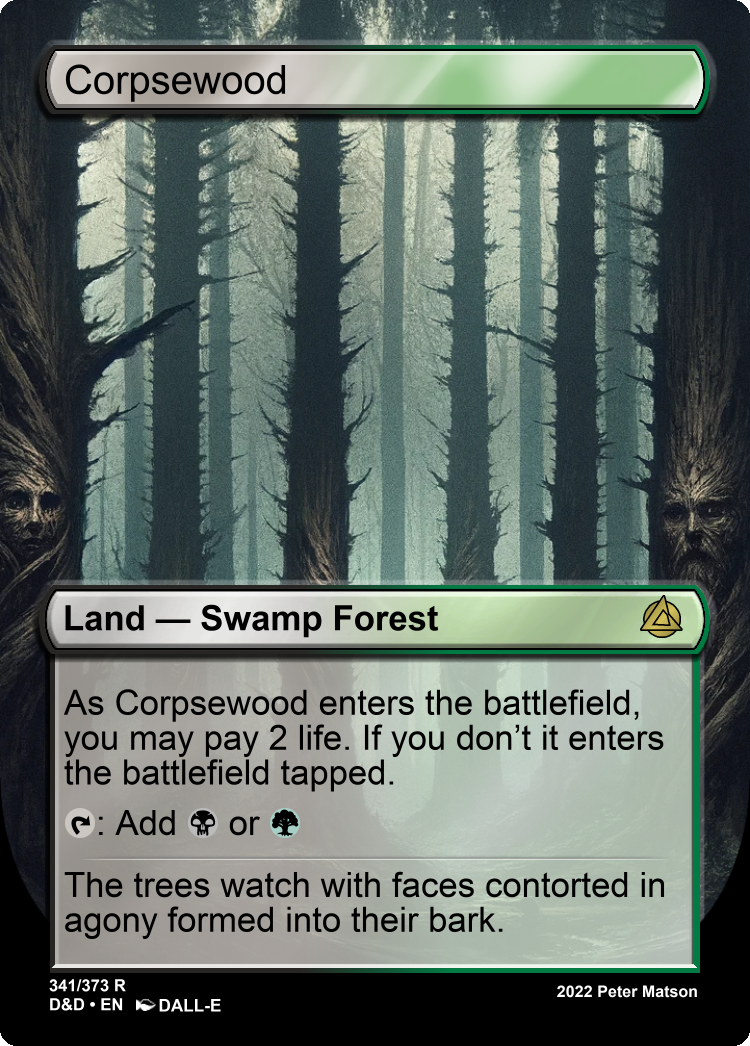 Corpsewood
Land — Swamp Forest
As Corpsewood enters the battlefield,
you may pay 2 life. If you don’t it enters
the battlefield tapped.
: Add or
The trees watch with faces contorted in
agony formed into their bark.
341/373 R
D&D • EN DALL-E
2022 Peter Matson